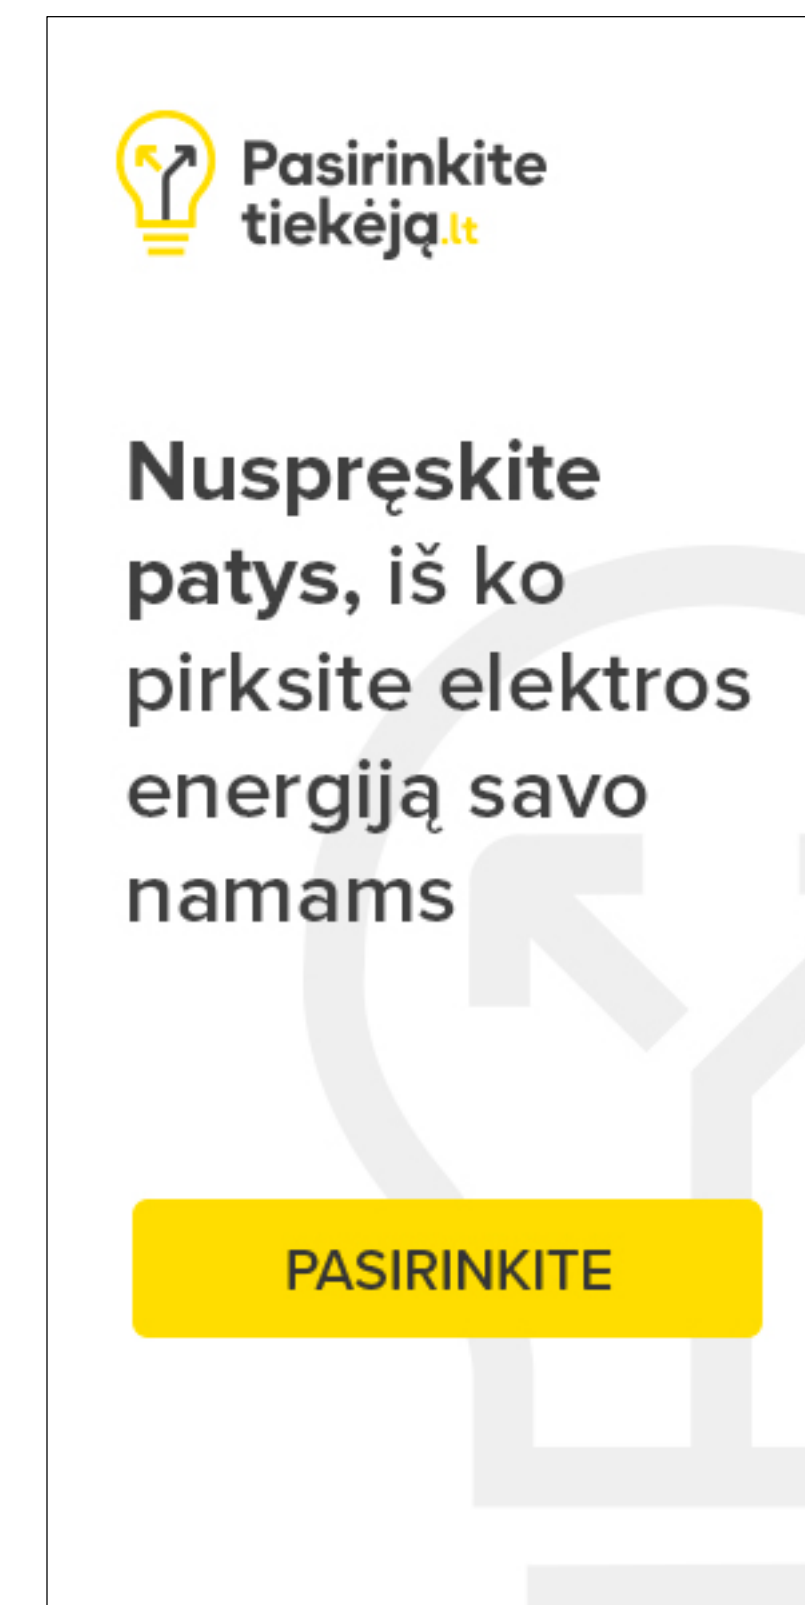 Pasirinkite
tiekėją.lt
Nuspręskite
patys, iš ko
pirksite elektros
energiją savo
namams
PASIRINKITE